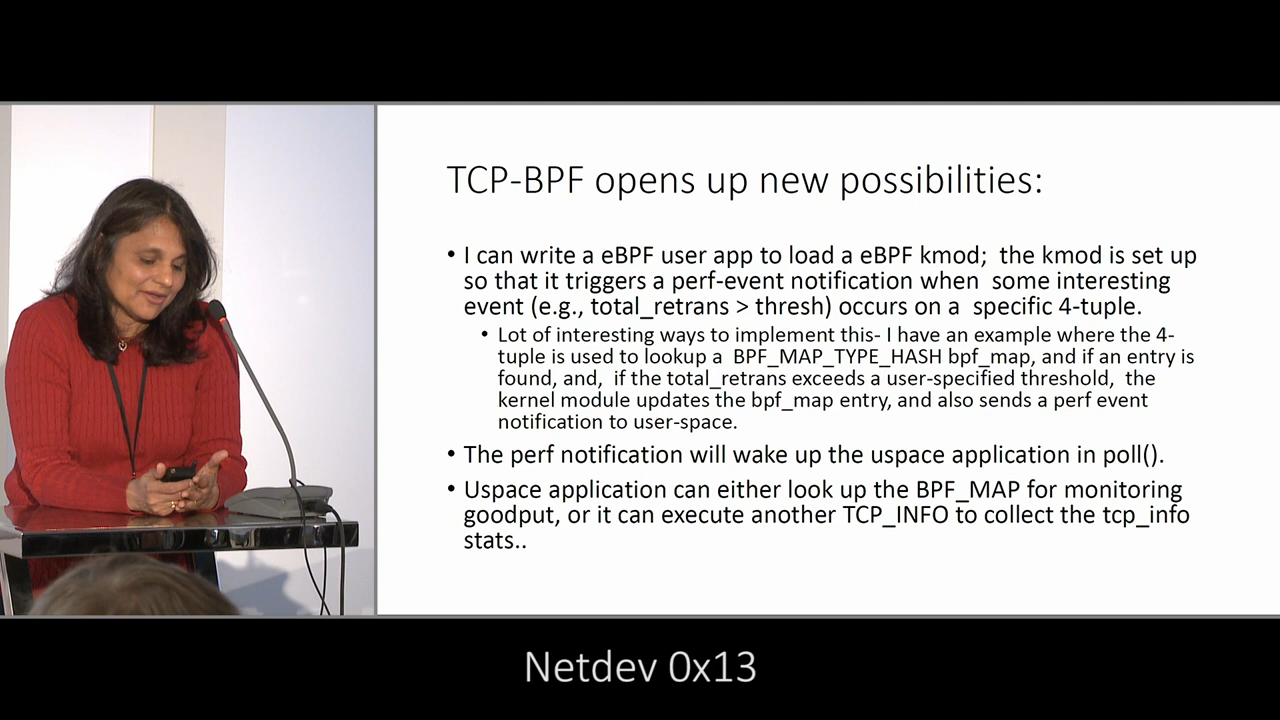 TCP-BPF opens up new possibilities:
• I can write a eBPF user app to load a eBPF kmod;  the kmod is set up
so that it triggers a perf-event notification when  some interesting
event (e.g., total_retrans > thresh) occurs on a  specific 4-tuple.
• Lot of interesting ways to implement this- I have an example where the 4-
tuple is used to lookup a  BPF_MAP_TYPE_HASH bpf_map, and if an entry is
found, and,  if the total_retrans exceeds a user-specified threshold,  the
kernel module updates the bpf_map entry, and also sends a perf event
notification to user-space.
• The perf notification will wake up the uspace application in poll().
• Uspace application can either look up the BPF_MAP for monitoring
goodput, or it can execute another TCP_INFO to collect the tcp_info
stats..
Netdev 0x13